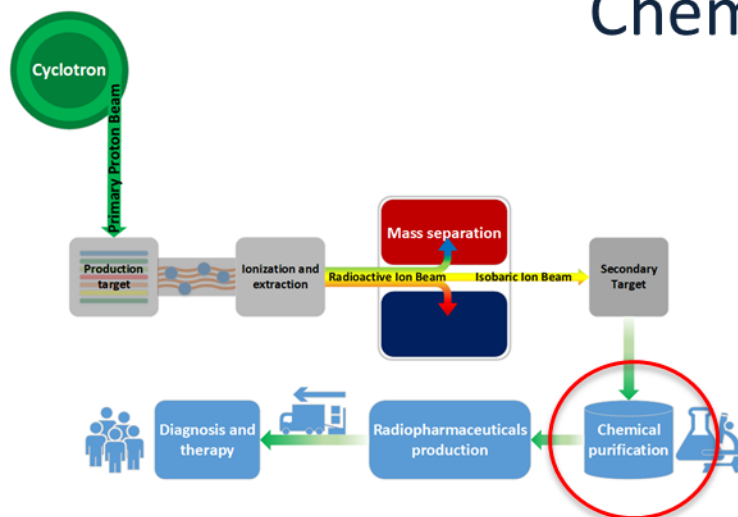 Chem
Cyclotron
Primary Proton Beam
Production
target
Ionization and
extraction
Mass separation
Radioactive Ion Beam
Isobaric Ion Beam
Secondary
Target
Diagnosis and
therapy
Radiopharmaceuticals
production
Chemical
purification